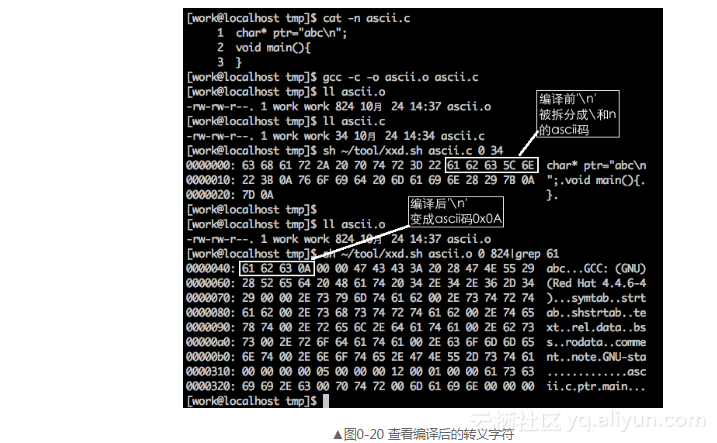 [work@localhost tmp]$ cat -n ascii.c
1 char* ptr="abc\n";
2 void main(){
3 }
[work@localhost tmp]$ gcc -c -o ascii.o ascii.c
[work@localhost tmp]$ ll ascii.o
-rw-rw-r--. 1 work work 824 10月 24 14:37 ascii.o
[work@localhost tmp]$ ll ascii.c
-rw-rw-r--. 1 work work 34 10月 24 14:34 ascii.c
[work@localhost tmp]$ sh ~/tool/xxd.sh ascii.c 0 34
编译前'\n'
被拆分成\和n
的ascii码
0000000: 63 68 61 72 2A 20 70 74 72 3D 22 61 62 63 5C 6E char* ptr="abc\n
0000010: 22 3B 0A 76 6F 69 64 20 6D 61 69 6E 28 29 7B 0A ";.void main(){.
0000020: 7D 0A }.
[work@localhost tmp]$
[work@localhost tmp]$ ll ascii.o
编译后'\n'
变成ascii码0x0A
-rw-rw-r--. 1 work work 824 10月 24 14:37 ascii.o
[work@localhost tmp]$ sh ~/tool/xxd.sh ascii.o 0 824|grep 61
0000040: 61 62 63 0A 00 00 47 43 43 3A 20 28 47 4E 55 29 abc...GCC: (GNU)
0000060: 28 52 65 64 20 48 61 74 20 34 2E 34 2E 36 2D 34 (Red Hat 4.4.6-4
0000070: 29 00 00 2E 73 79 6D 74 61 62 00 2E 73 74 72 74 )...symtab..strt
0000080: 61 62 00 2E 73 68 73 74 72 74 61 62 00 2E 74 65 ab..shstrtab..te
0000090: 78 74 00 2E 72 65 6C 2E 64 61 74 61 00 2E 62 73 xt..rel.data..bs
00000a0: 73 00 2E 72 6F 64 61 74 61 00 2E 63 6F 6D 6D 65 s..rodata..comme
00000b0: 6E 74 00 2E 6E 6F 74 65 2E 47 4E 55 2D 73 74 61 nt..note.GNU-sta
0000310: 00 00 00 00 05 00 00 00 12 00 01 00 00 61 73 63 .............asc
0000320: 69 69 2E 63 00 70 74 72 00 6D 61 69 6E 00 00 00 ii.c.ptr.main...
[work@localhost tmp]$
云栖社区 yq.aliyun.com
▲图0-20 查看编译后的转义字符